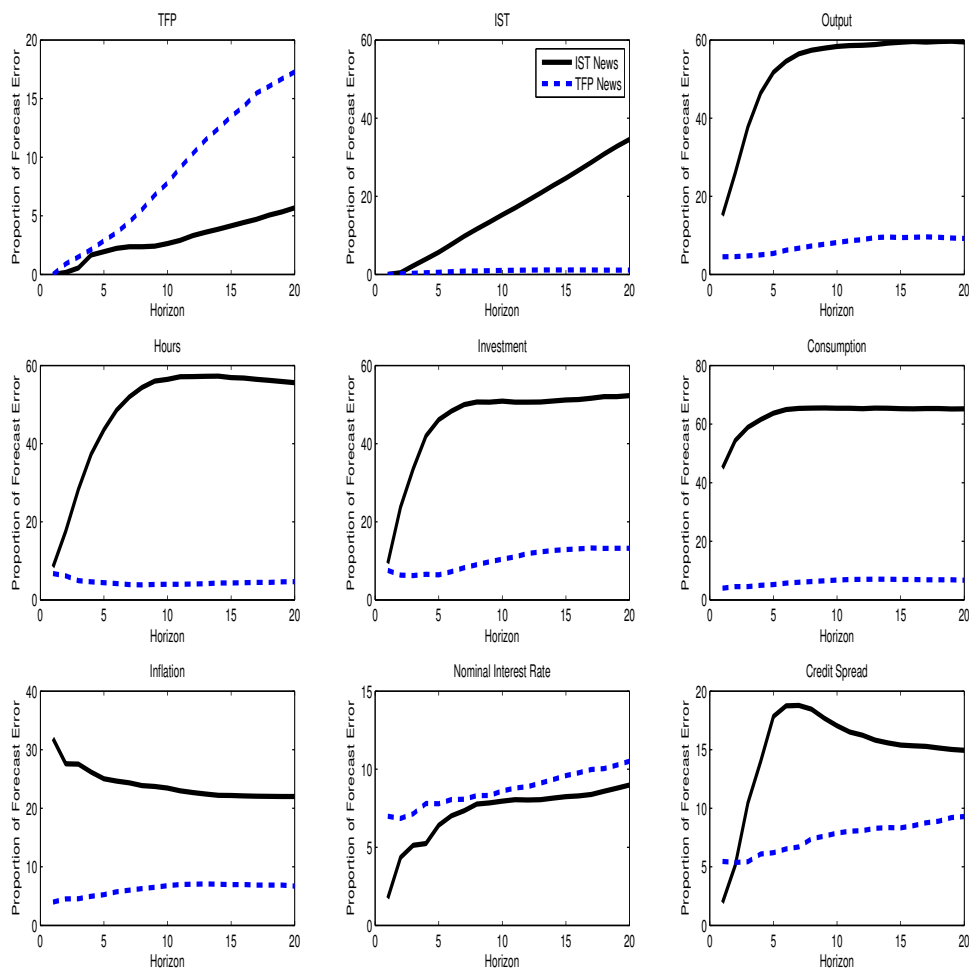 TFP
Proportion of Forecast Error
20
15
10
5
0
0 5 10 15 20
Horizon
IST
Proportion of Forecast Error
60
40
20
0
IST News
TFP News
0 5 10 15 20
Horizon
Output
Proportion of Forecast Error
60
40
20
0
0 5 10 15 20
Horizon
Hours
Proportion of Forecast Error
60
40
20
0
0 5 10 15 20
Horizon
Investment
Proportion of Forecast Error
60
40
20
0
0 5 10 15 20
Horizon
Consumption
Proportion of Forecast Error
80
60
40
20
0
0 5 10 15 20
Horizon
Inflation
Proportion of Forecast Error
40
30
20
10
0
0 5 10 15 20
Horizon
Nominal Interest Rate
Proportion of Forecast Error
15
10
5
0
0 5 10 15 20
Horizon
Credit Spread
Proportion of Forecast Error
20
15
10
5
0
0 5 10 15 20
Horizon